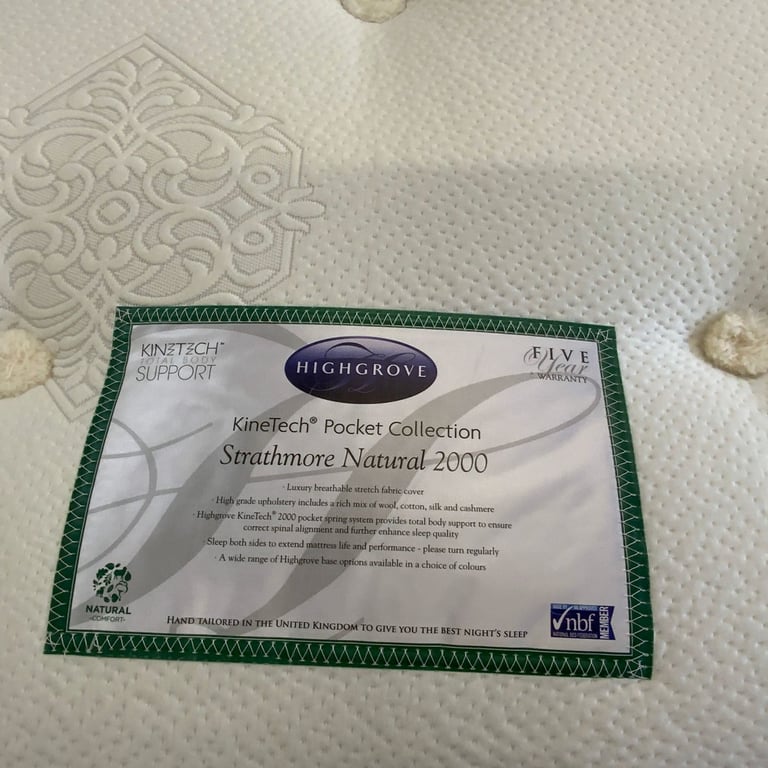 KINETECH™
TOTAL BODY
SUPPORT
HIGHGROVE
FIVE
Year
WARRANTY
KineTech® Pocket Collection
Strathmore Natural 2000
· Luxury breathable stretch fabric cover
· High grade upholstery includes a rich mix of wool, cotton, silk and cashmere
· Highgrove KineTech® 2000 pocket spring system provides total body support to ensure
correct spinal alignment and further enhance sleep quality
· Sleep both sides to extend mattress life and performance - please turn regularly
· A wide range of Highgrove base options available in a choice of colours
NATURAL
-COMFORT-
HAND TAILORED IN THE UNITED KINGDOM TO GIVE YOU THE BEST NIGHT'S SLEEP
nbf
NATIONAL BED FEDERATION
MEMBER